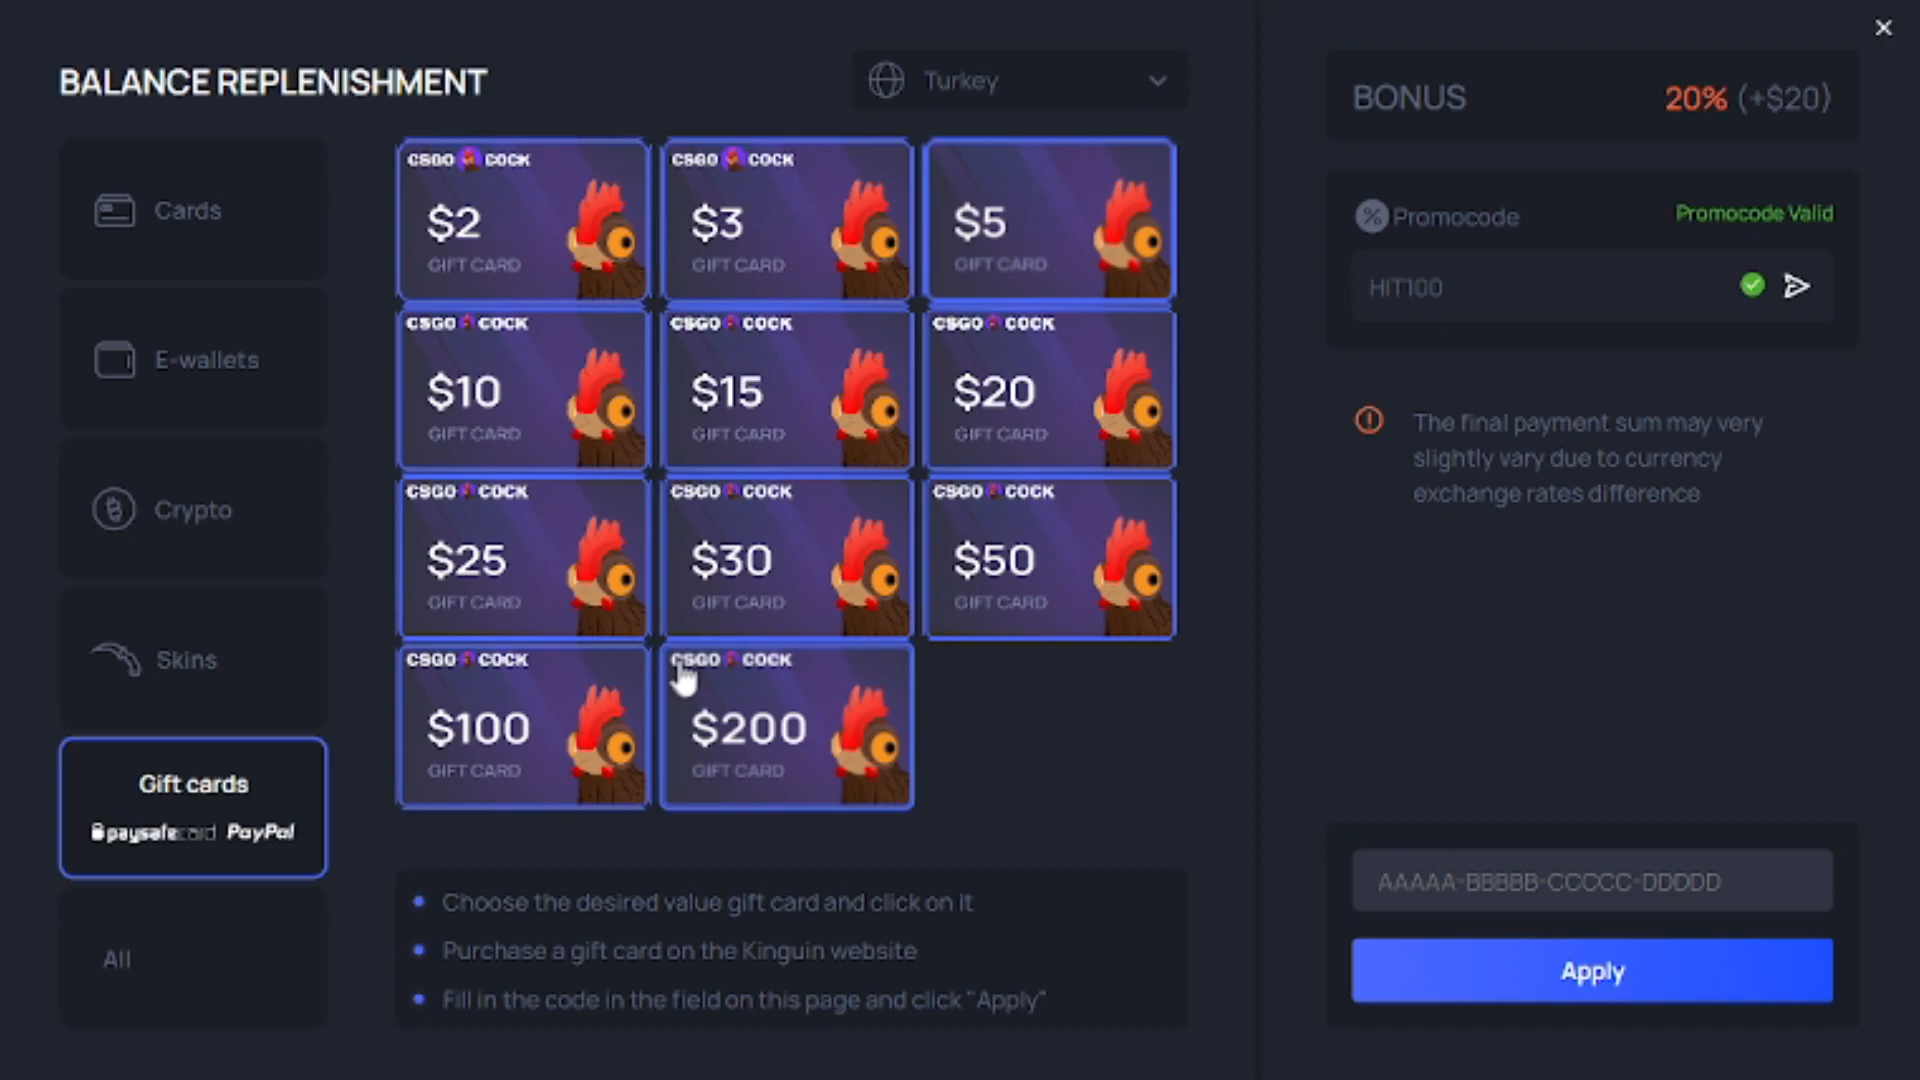 BALANCE REPLENISHMENT
Turkey
Cards
E-wallets
Crypto
Skins
Gift cards
paysafecard PayPal
All
CSGO COCK
$2
GIFT CARD
CSGO COCK
$3
GIFT CARD
$5
GIFT CARD
CSGO COCK
$10
GIFT CARD
CSGO COCK
$15
GIFT CARD
CSGO COCK
$20
GIFT CARD
CSGO COCK
$25
GIFT CARD
CSGO COCK
$30
GIFT CARD
CSGO COCK
$50
GIFT CARD
CSGO COCK
$100
GIFT CARD
CSGO COCK
$200
GIFT CARD
Choose the desired value gift card and click on it
Purchase a gift card on the Kinguin website
Fill in the code in the field on this page and click "Apply"
BONUS 20% (+$20)
% Promocode Promocode Valid
HIT100
The final payment sum may very
slightly vary due to currency
exchange rates difference
AAAAA-BBBBB-CCCCC-DDDDD
Apply